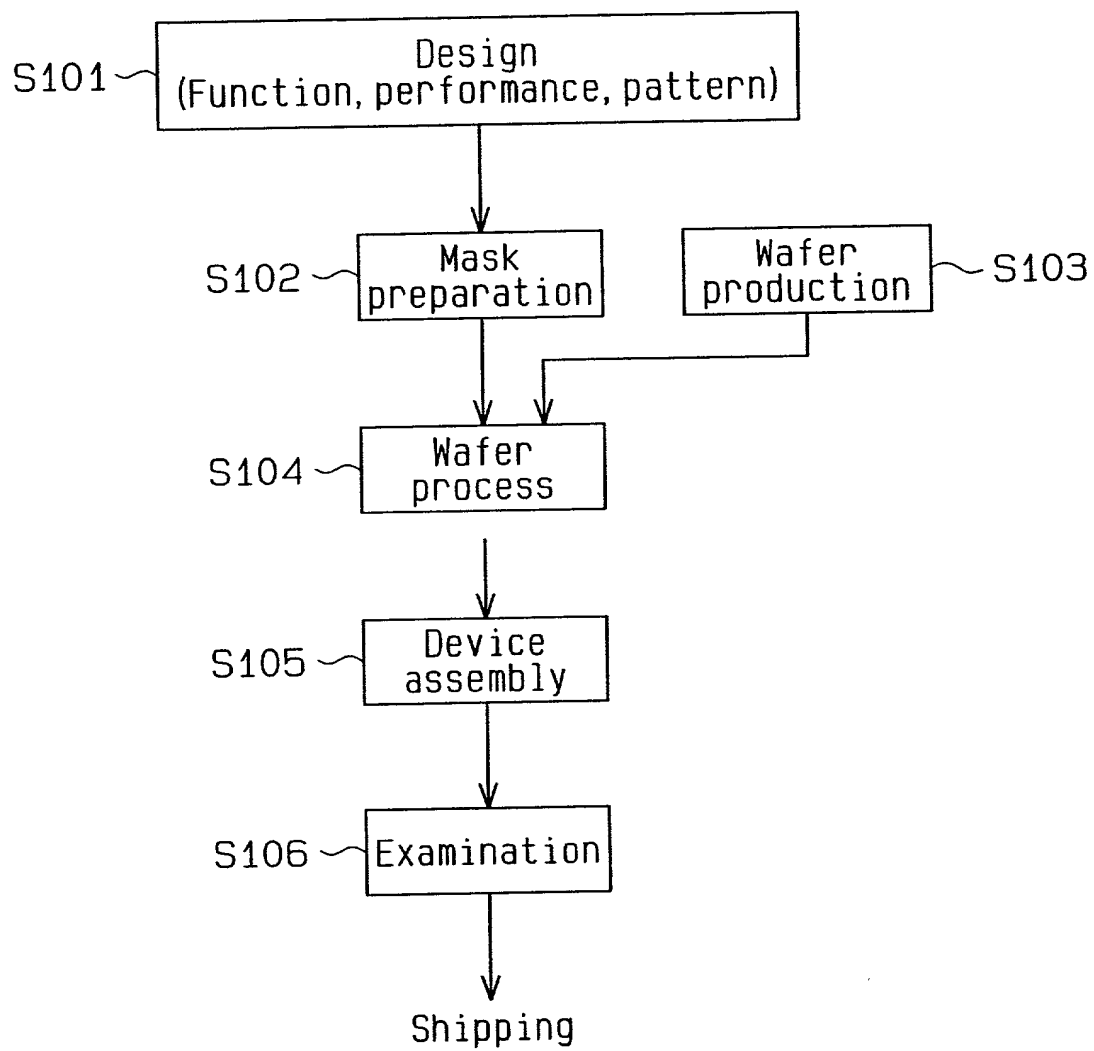 S101
Design
(Function, performance, pattern)
S102
Mask
preparation
Wafer
production
S103
S104
Wafer
process
S105
Device
assembly
S106
Examination
Shipping